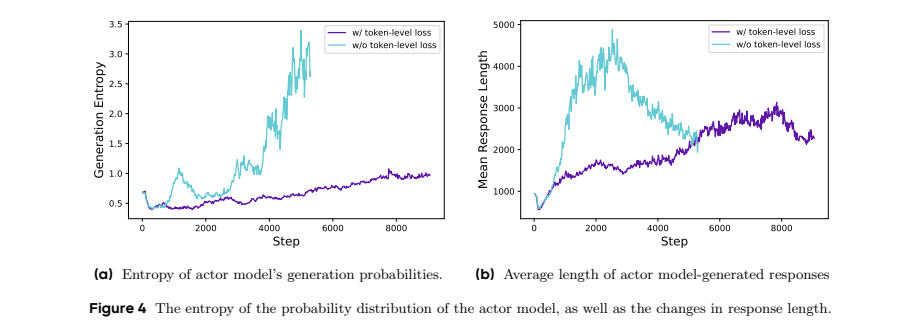 3.5
3.0
2.5
2.0
1.5
1.0
0.5
Generation Entropy
w/ token-level loss
w/o token-level loss
0 2000 4000 6000 8000
Step
5000
4000
3000
2000
1000
Mean Response Length
w/ token-level loss
w/o token-level loss
0 2000 4000 6000 8000
Step
(a) Entropy of actor model's generation probabilities.
(b) Average length of actor model-generated responses
Figure 4 The entropy of the probability distribution of the actor model, as well as the changes in response length.